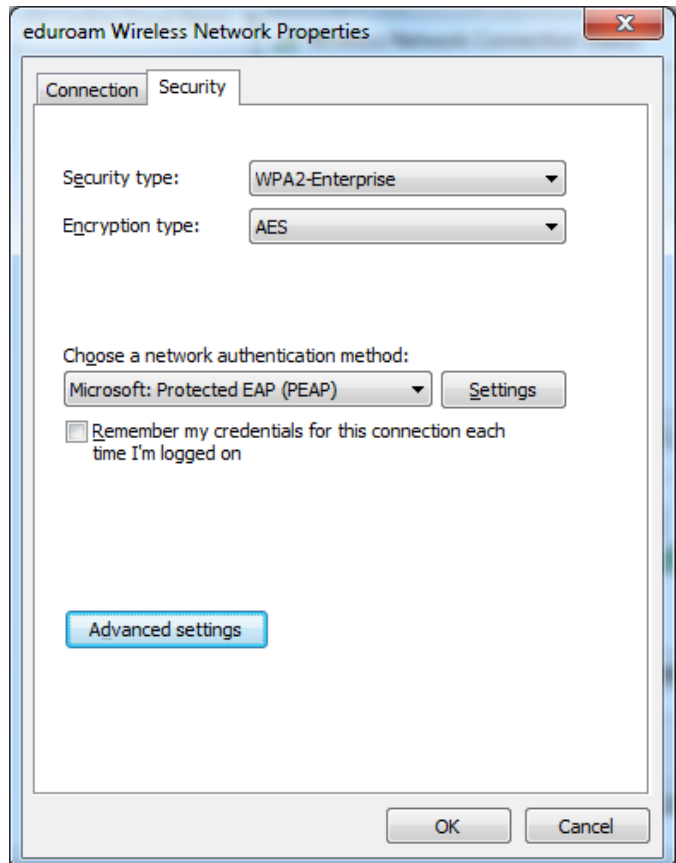 eduroam Wireless Network Properties
Connection
Security
Security type:
WPA2-Enterprise
Encryption type:
AES
Choose a network authentication method:
Microsoft: Protected EAP (PEAP)
Settings
Remember my credentials for this connection each
time I'm logged on
Advanced settings
OK
Cancel